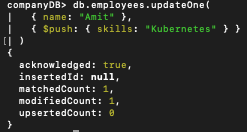 companyDB> db.employees.updateOne(
|   { name: "Amit" },
|   { $push: { skills: "Kubernetes" } }
[| )
{
  acknowledged: true,
  insertedId: null,
  matchedCount: 1,
  modifiedCount: 1,
  upsertedCount: 0
}